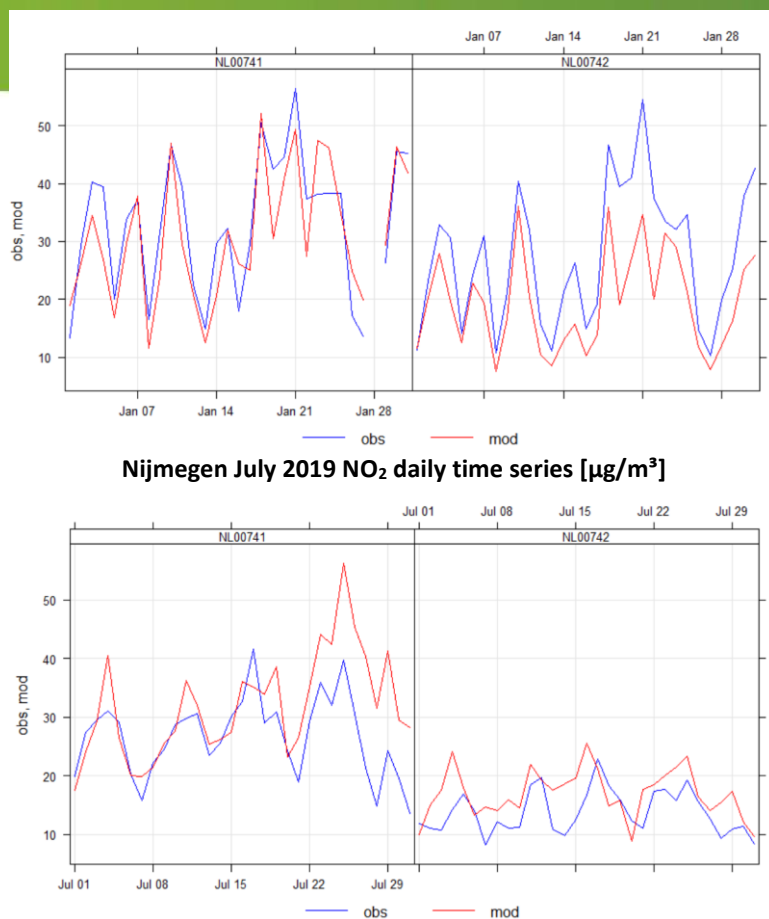 Jan 07 Jan 14 Jan 21 Jan 28
NL00741 NL00742
50
40
30
20
10
obs, mod
Jan 07 Jan 14 Jan 21 Jan 28
obs mod
Nijmegen July 2019 NO₂ daily time series [µg/m³]
Jul 01 Jul 08 Jul 15 Jul 22 Jul 29
NL00741 NL00742
50
40
30
20
10
obs, mod
Jul 01 Jul 08 Jul 15 Jul 22 Jul 29
obs mod